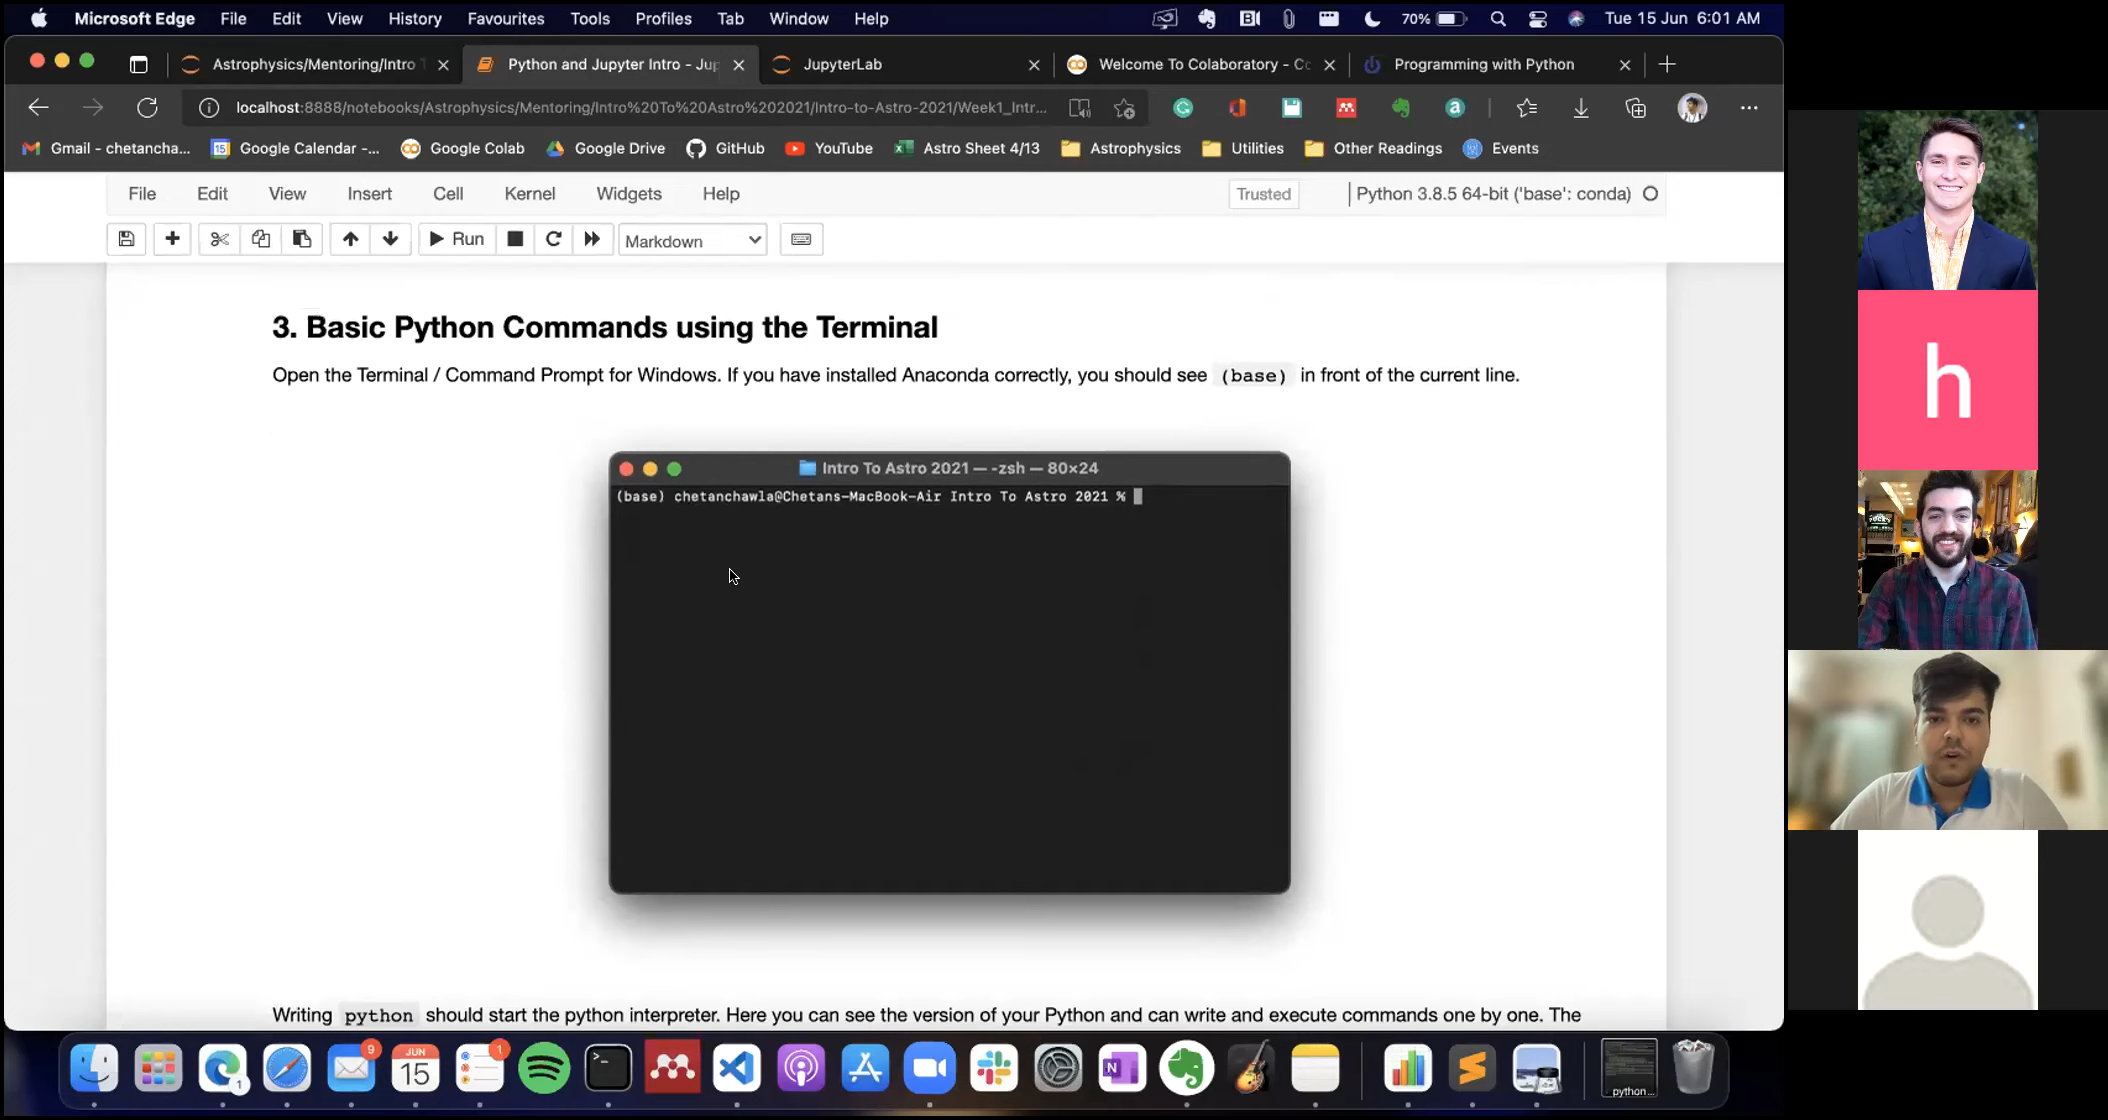 Microsoft Edge File Edit View History Favourites Tools Profiles Tab Window Help 70% Tue 15 Jun 6:01 AM
Astrophysics/Mentoring/Intro T Python and Jupyter Intro - Jup JupyterLab Welcome To Colaboratory - Co Programming with Python
localhost:8888/notebooks/Astrophysics/Mentoring/Intro%20To%20Astro%202021/Intro-to-Astro-2021/Week1_Intr...
Gmail - chetancha... Google Calendar -... Google Colab Google Drive GitHub YouTube Astro Sheet 4/13 Astrophysics Utilities Other Readings Events
File Edit View Insert Cell Kernel Widgets Help Trusted Python 3.8.5 64-bit ('base': conda)
Run Markdown
3. Basic Python Commands using the Terminal
Open the Terminal / Command Prompt for Windows. If you have installed Anaconda correctly, you should see (base) in front of the current line.
Intro To Astro 2021 — -zsh — 80×24
(base) chetanchawla@Chetans-MacBook-Air Intro To Astro 2021 %
Writing python should start the python interpreter. Here you can see the version of your Python and can write and execute commands one by one. The
h
9
JUN
15
1
1
N
python...